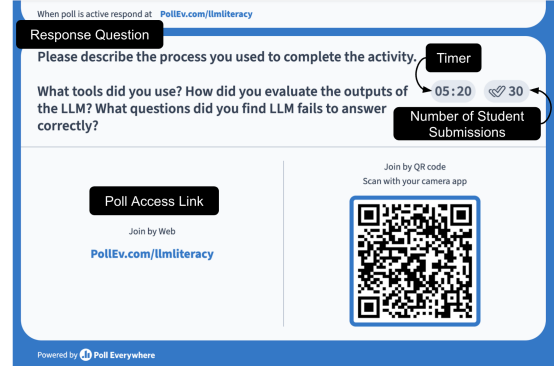 When poll is active respond at PollEv.com/llmliteracy
Response Question
Please describe the process you used to complete the activity.
Timer
What tools did you use? How did you evaluate the outputs of
the LLM? What questions did you find LLM fails to answer
correctly?
05:20
30
Number of Student
Submissions
Poll Access Link
Join by Web
PollEv.com/llmliteracy
Join by QR code
Scan with your camera app
Powered by Poll Everywhere